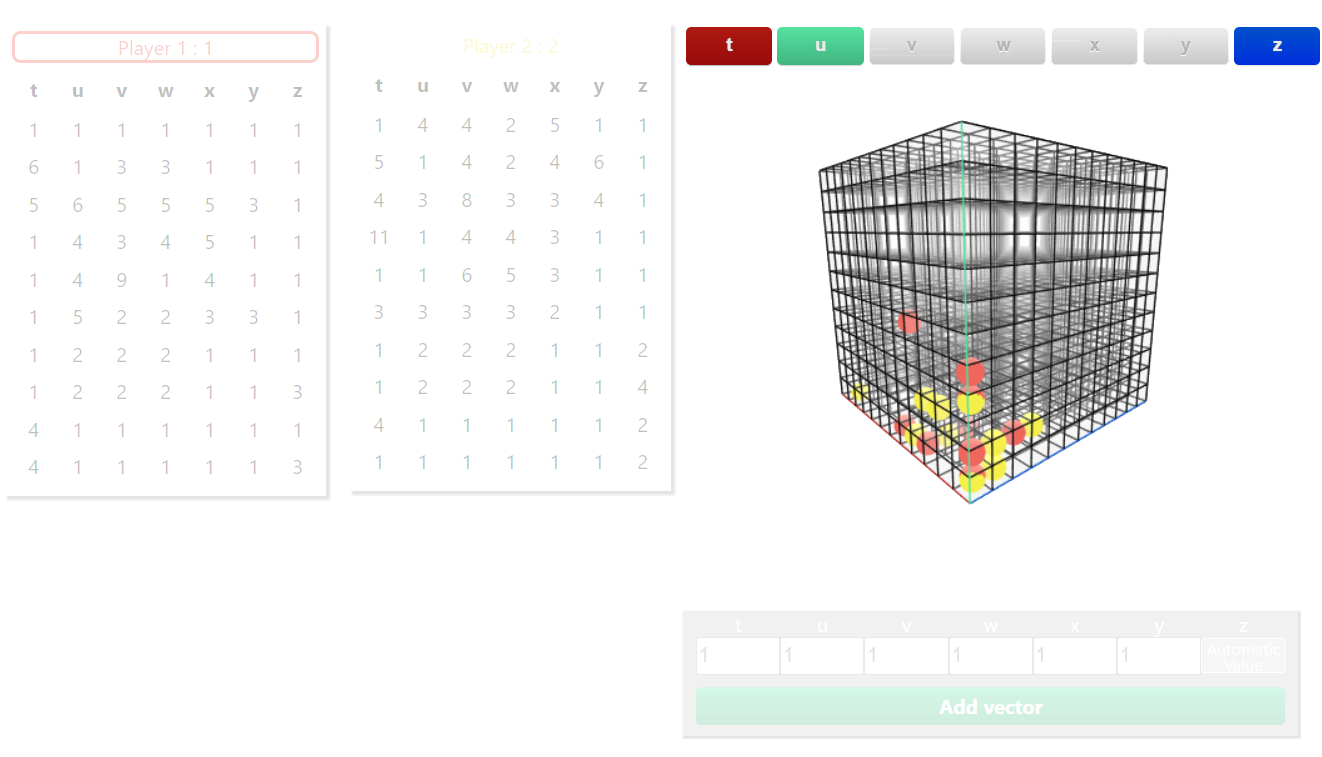 Player 1 : 1
t u v w x y z
1 1 1 1 1 1 1
6 1 3 3 1 1 1
5 6 5 5 5 3 1
1 4 3 4 5 1 1
1 4 9 1 4 1 1
1 5 2 2 3 3 1
1 2 2 2 1 1 1
1 2 2 2 1 1 3
4 1 1 1 1 1 1
4 1 1 1 1 1 3
Player 2 : 2
t u v w x y z
1 4 4 2 5 1 1
5 1 4 2 4 6 1
4 3 8 3 3 4 1
11 1 4 4 3 1 1
1 1 6 5 3 1 1
3 3 3 3 2 1 1
1 2 2 2 1 1 2
1 2 2 2 1 1 4
4 1 1 1 1 1 2
1 1 1 1 1 1 2
t u v w x y z
t u v w x y z
1 1 1 1 1 1 Automatic
Value
Add vector